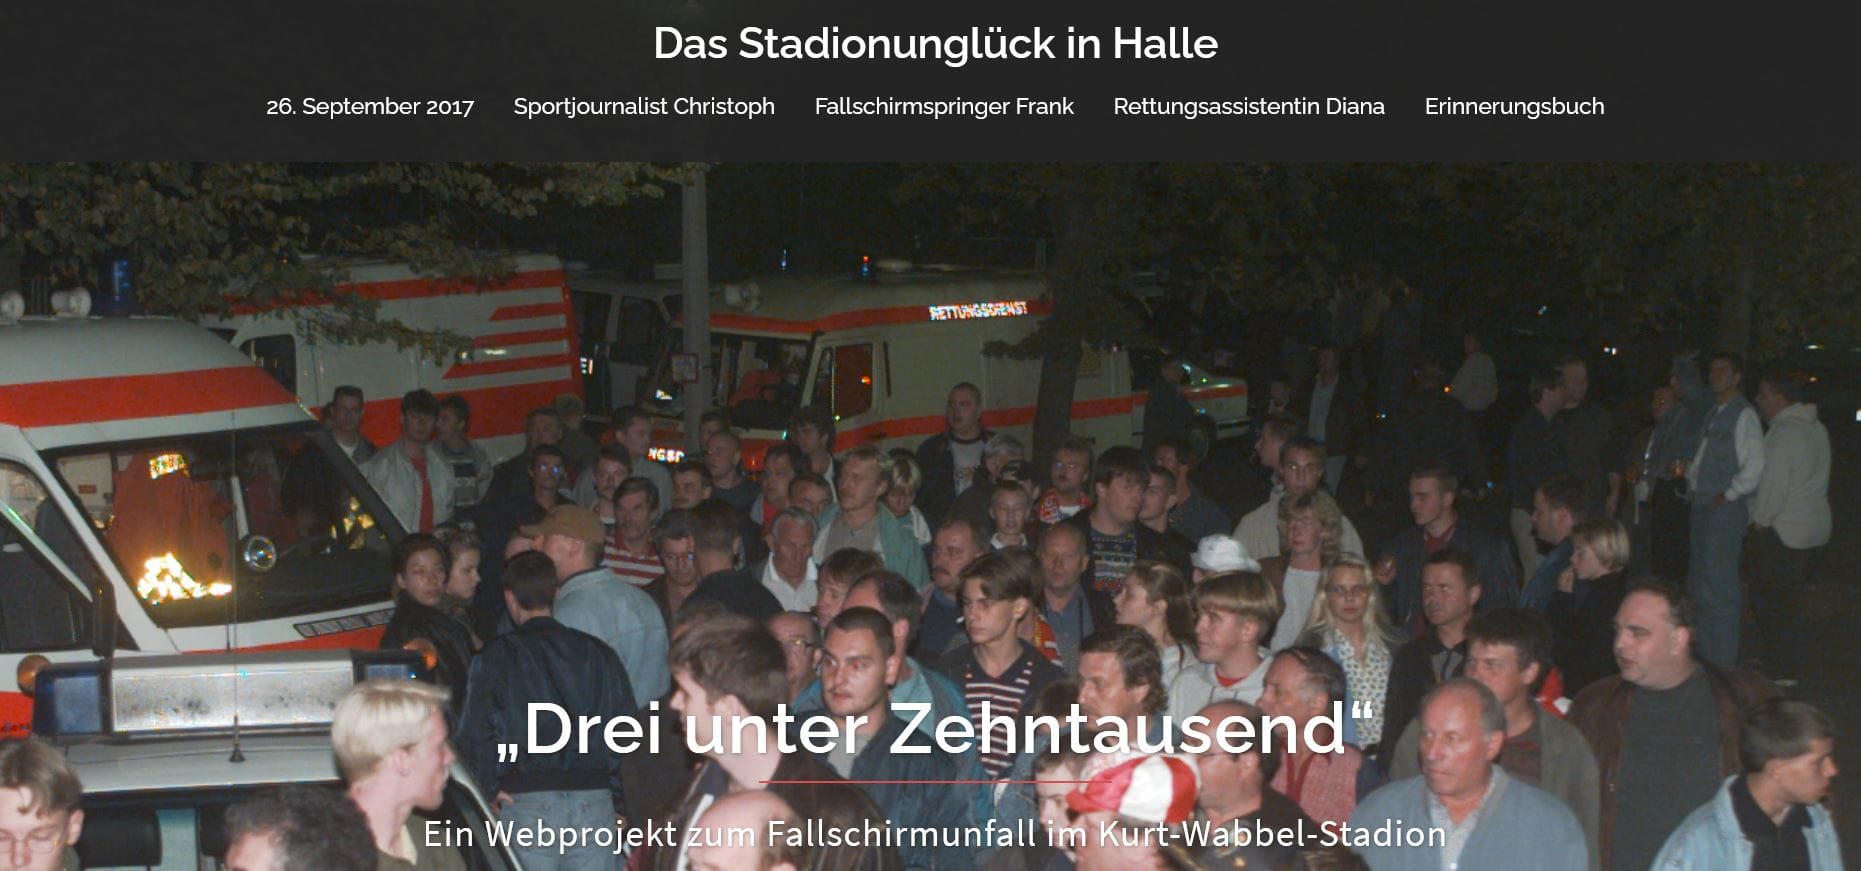 Das Stadionunglück in Halle
26. September 2017 Sportjournalist Christoph Fallschirmspringer Frank Rettungsassistentin Diana Erinnerungsbuch
RETTUNGSDIENST
„Drei unter Zehntausend“
Ein Webprojekt zum Fallschirmunfall im Kurt-Wabbel-Stadion